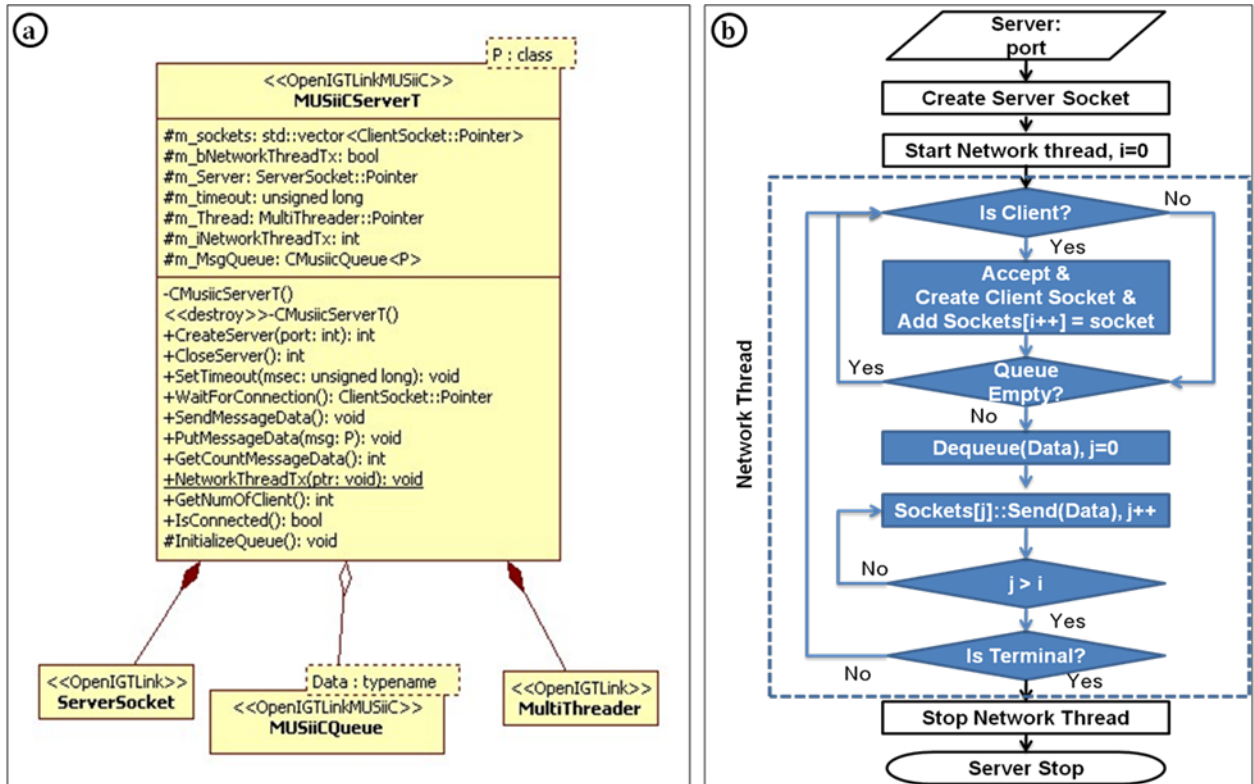 a
P : class
<<OpenIGTLinkMUSiiC>>
MUSiiCServerT
#m_sockets: std::vector<ClientSocket::Pointer>
#m_bNetworkThreadTx: bool
#m_Server: ServerSocket::Pointer
#m_timeout: unsigned long
#m_Thread: MultiThreader::Pointer
#m_iNetworkThreadTx: int
#m_MsgQueue: CMusiicQueue<P>
-CMusiicServerT()
<<destroy>>-CMusiicServerT()
+CreateServer(port: int): int
+CloseServer(): int
+SetTimeout(msec: unsigned long): void
+WaitForConnection(): ClientSocket::Pointer
+SendMessageData(): void
+PutMessageData(msg: P): void
+GetCountMessageData(): int
+NetworkThreadTx(ptr: void): void
+GetNumOfClient(): int
+IsConnected(): bool
#InitializeQueue(): void
<<OpenIGTLink>>
ServerSocket
Data : typename
<<OpenIGTLinkMUSiiC>>
MUSiiCQueue
<<OpenIGTLink>>
MultiThreader
b
Server:
port
Create Server Socket
Start Network thread, i=0
Network Thread
Is Client?
No
Yes
Accept &
Create Client Socket &
Add Sockets[i++] = socket
Queue
Empty?
Yes
No
Dequeue(Data), j=0
Sockets[j]::Send(Data), j++
j > i
No
Yes
Is Terminal?
No
Yes
Stop Network Thread
Server Stop